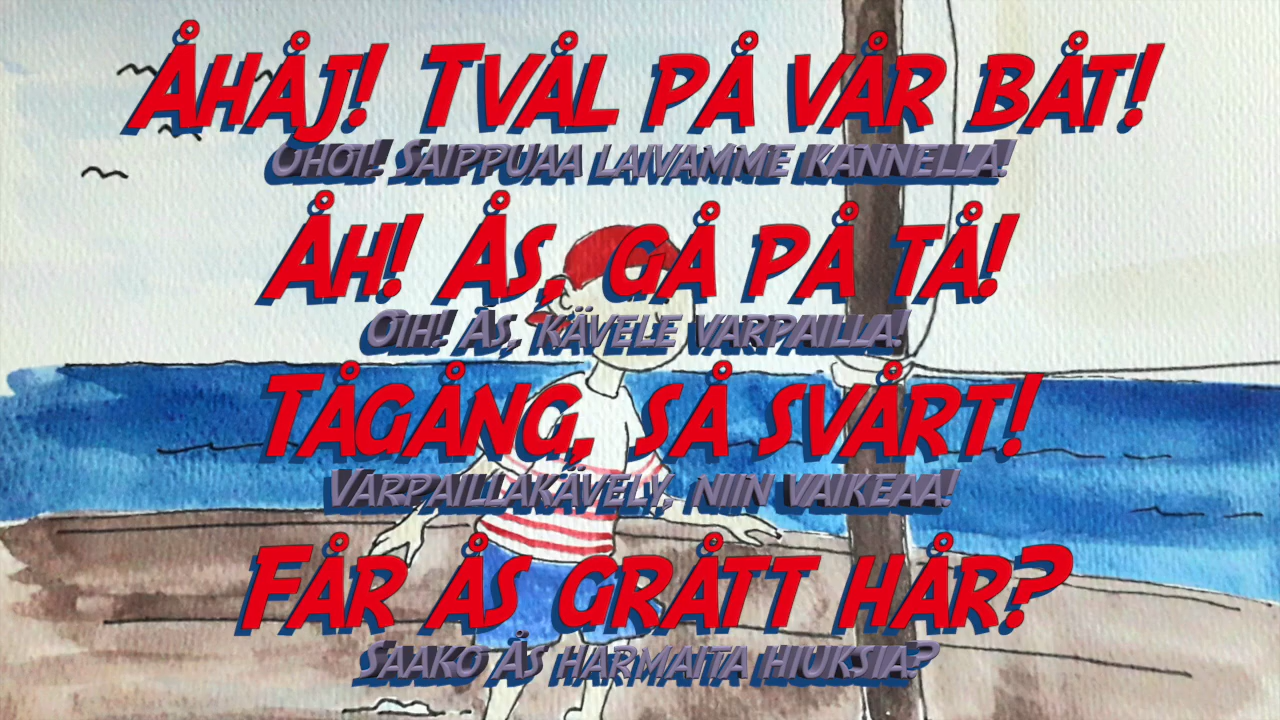 Åhåj! Tvål på vår båt!
Ohoi! Saippuaa laivamme kannella!
Åh! Ås, gå på tå!
Oih! Ås, kävele varpailla!
Tågång, så svårt!
Varpaillakävely, niin vaikeaa!
Får Ås grått hår?
Saako Ås harmaita hiuksia?